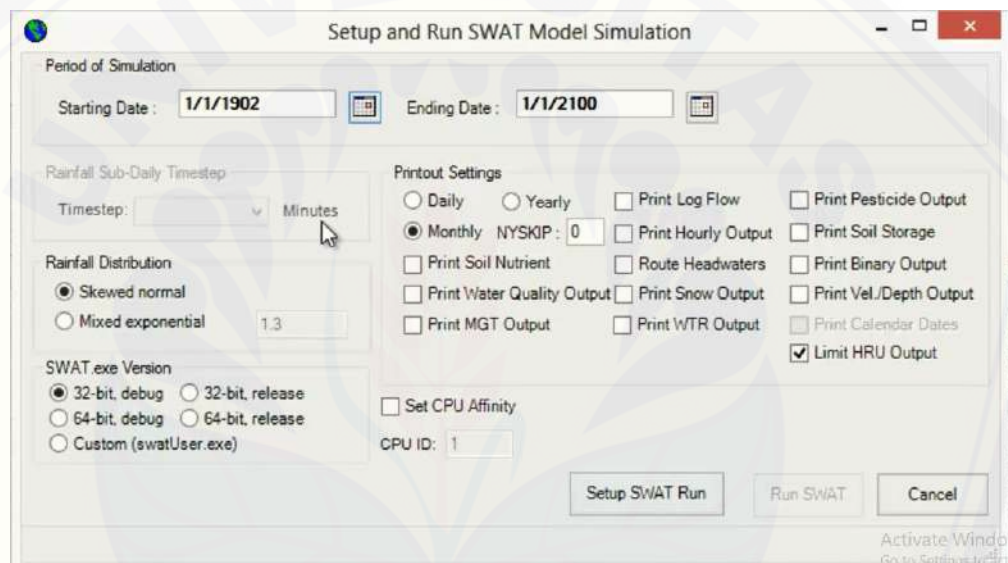 Setup and Run SWAT Model Simulation
Period of Simulation
Starting Date : 1/1/1902 Ending Date : 1/1/2100
Rainfall Sub-Daily Timestep
Timestep: Minutes
Rainfall Distribution
Skewed normal
Mixed exponential 1.3
SWAT.exe Version
32-bit, debug 32-bit, release
64-bit, debug 64-bit, release
Custom (swatUser.exe)
Printout Settings
Daily Yearly Print Log Flow Print Pesticide Output
Monthly NYSKIP : 0 Print Hourly Output Print Soil Storage
Print Soil Nutrient Route Headwaters Print Binary Output
Print Water Quality Output Print Snow Output Print Vel./Depth Output
Print MGT Output Print WTR Output Print Calendar Dates
Limit HRU Output
Set CPU Affinity
CPU ID: 1
Setup SWAT Run Run SWAT Cancel
Activate Windo
Go to Settings to